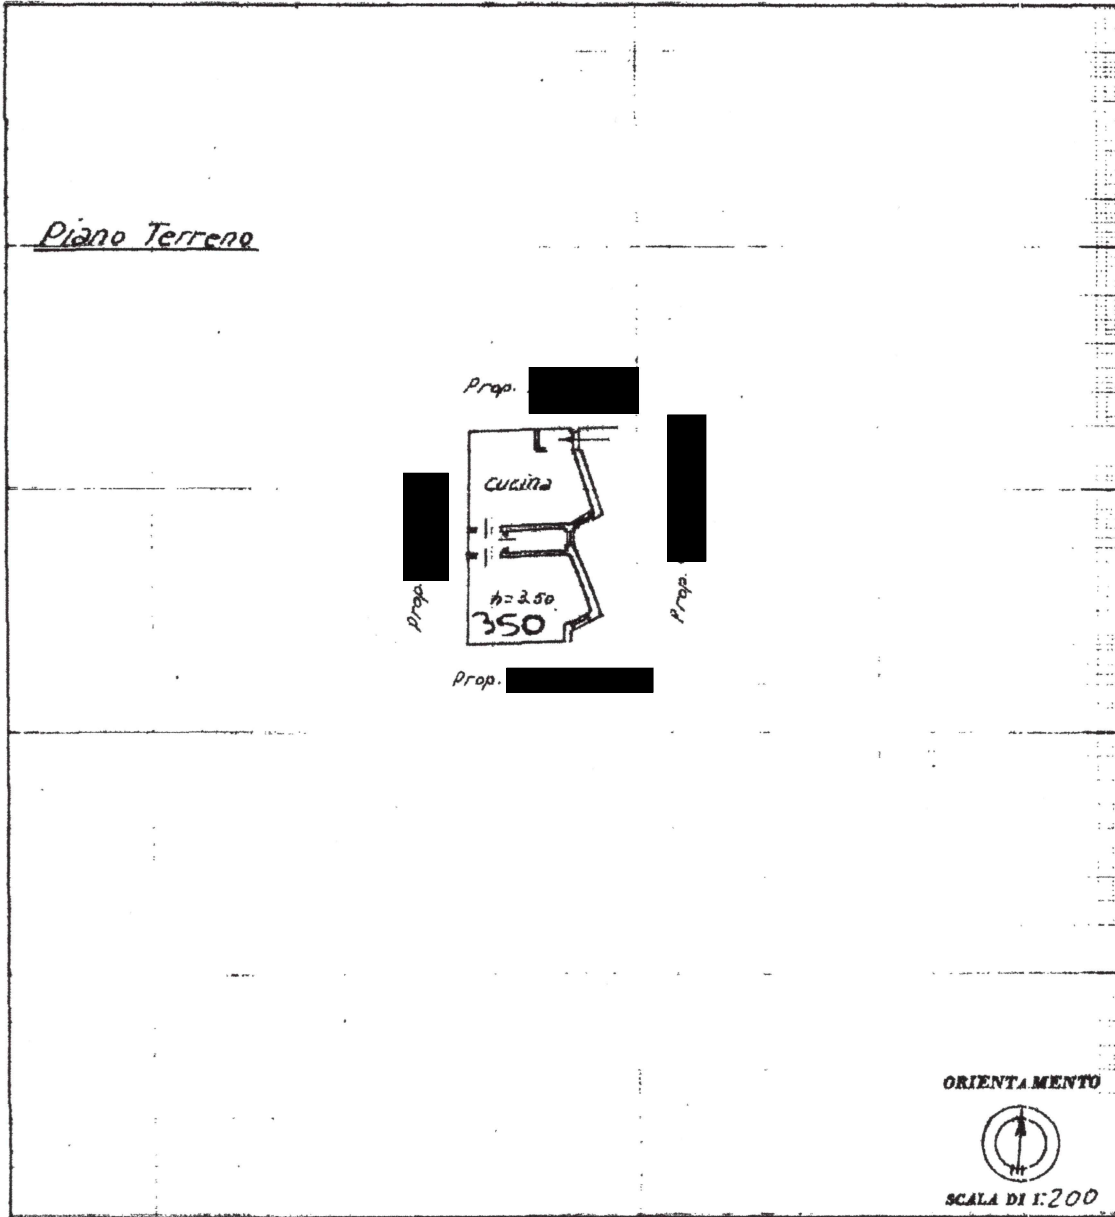 Piano Terreno
Prop.
cucina
Prop.
Prop.
h=3.50
350
Prop.
ORIENTAMENTO
SCALA DI 1:200